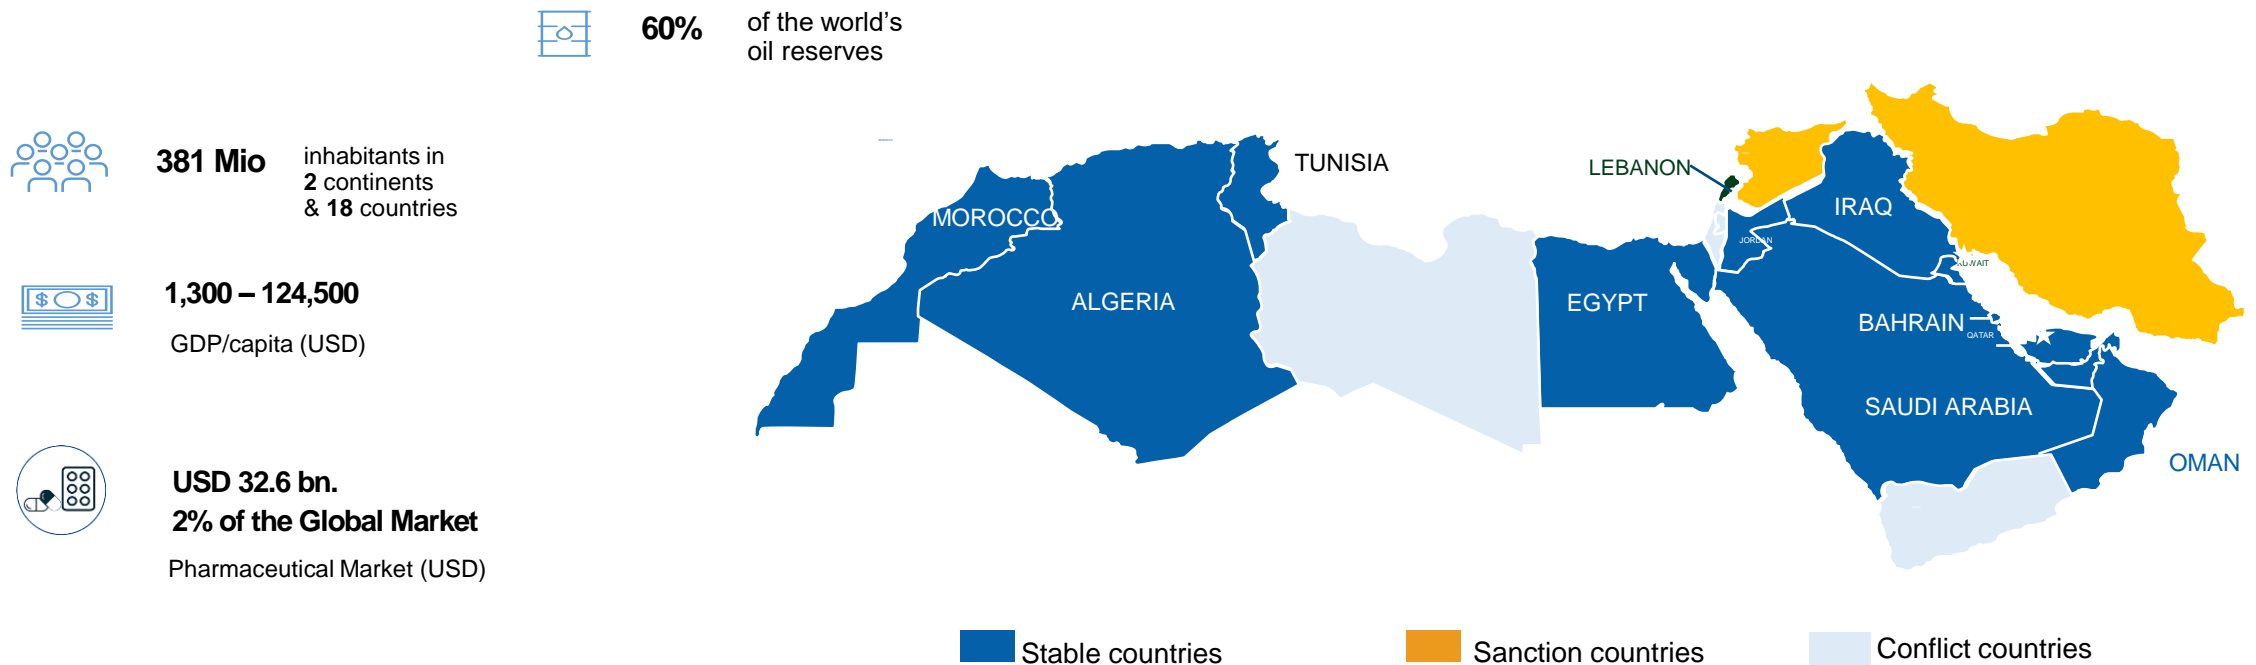 60%
of the world’s
oil reserves
381 Mio
inhabitants in
2 continents
& 18 countries
1,300 – 124,500
GDP/capita (USD)
USD 32.6 bn.
2% of the Global Market
Pharmaceutical Market (USD)
TUNISIA
LEBANON
MOROCCO
IRAQ
JORDAN
KUWAIT
ALGERIA
EGYPT
BAHRAIN
QATAR
SAUDI ARABIA
OMAN
Stable countries
Sanction countries
Conflict countries